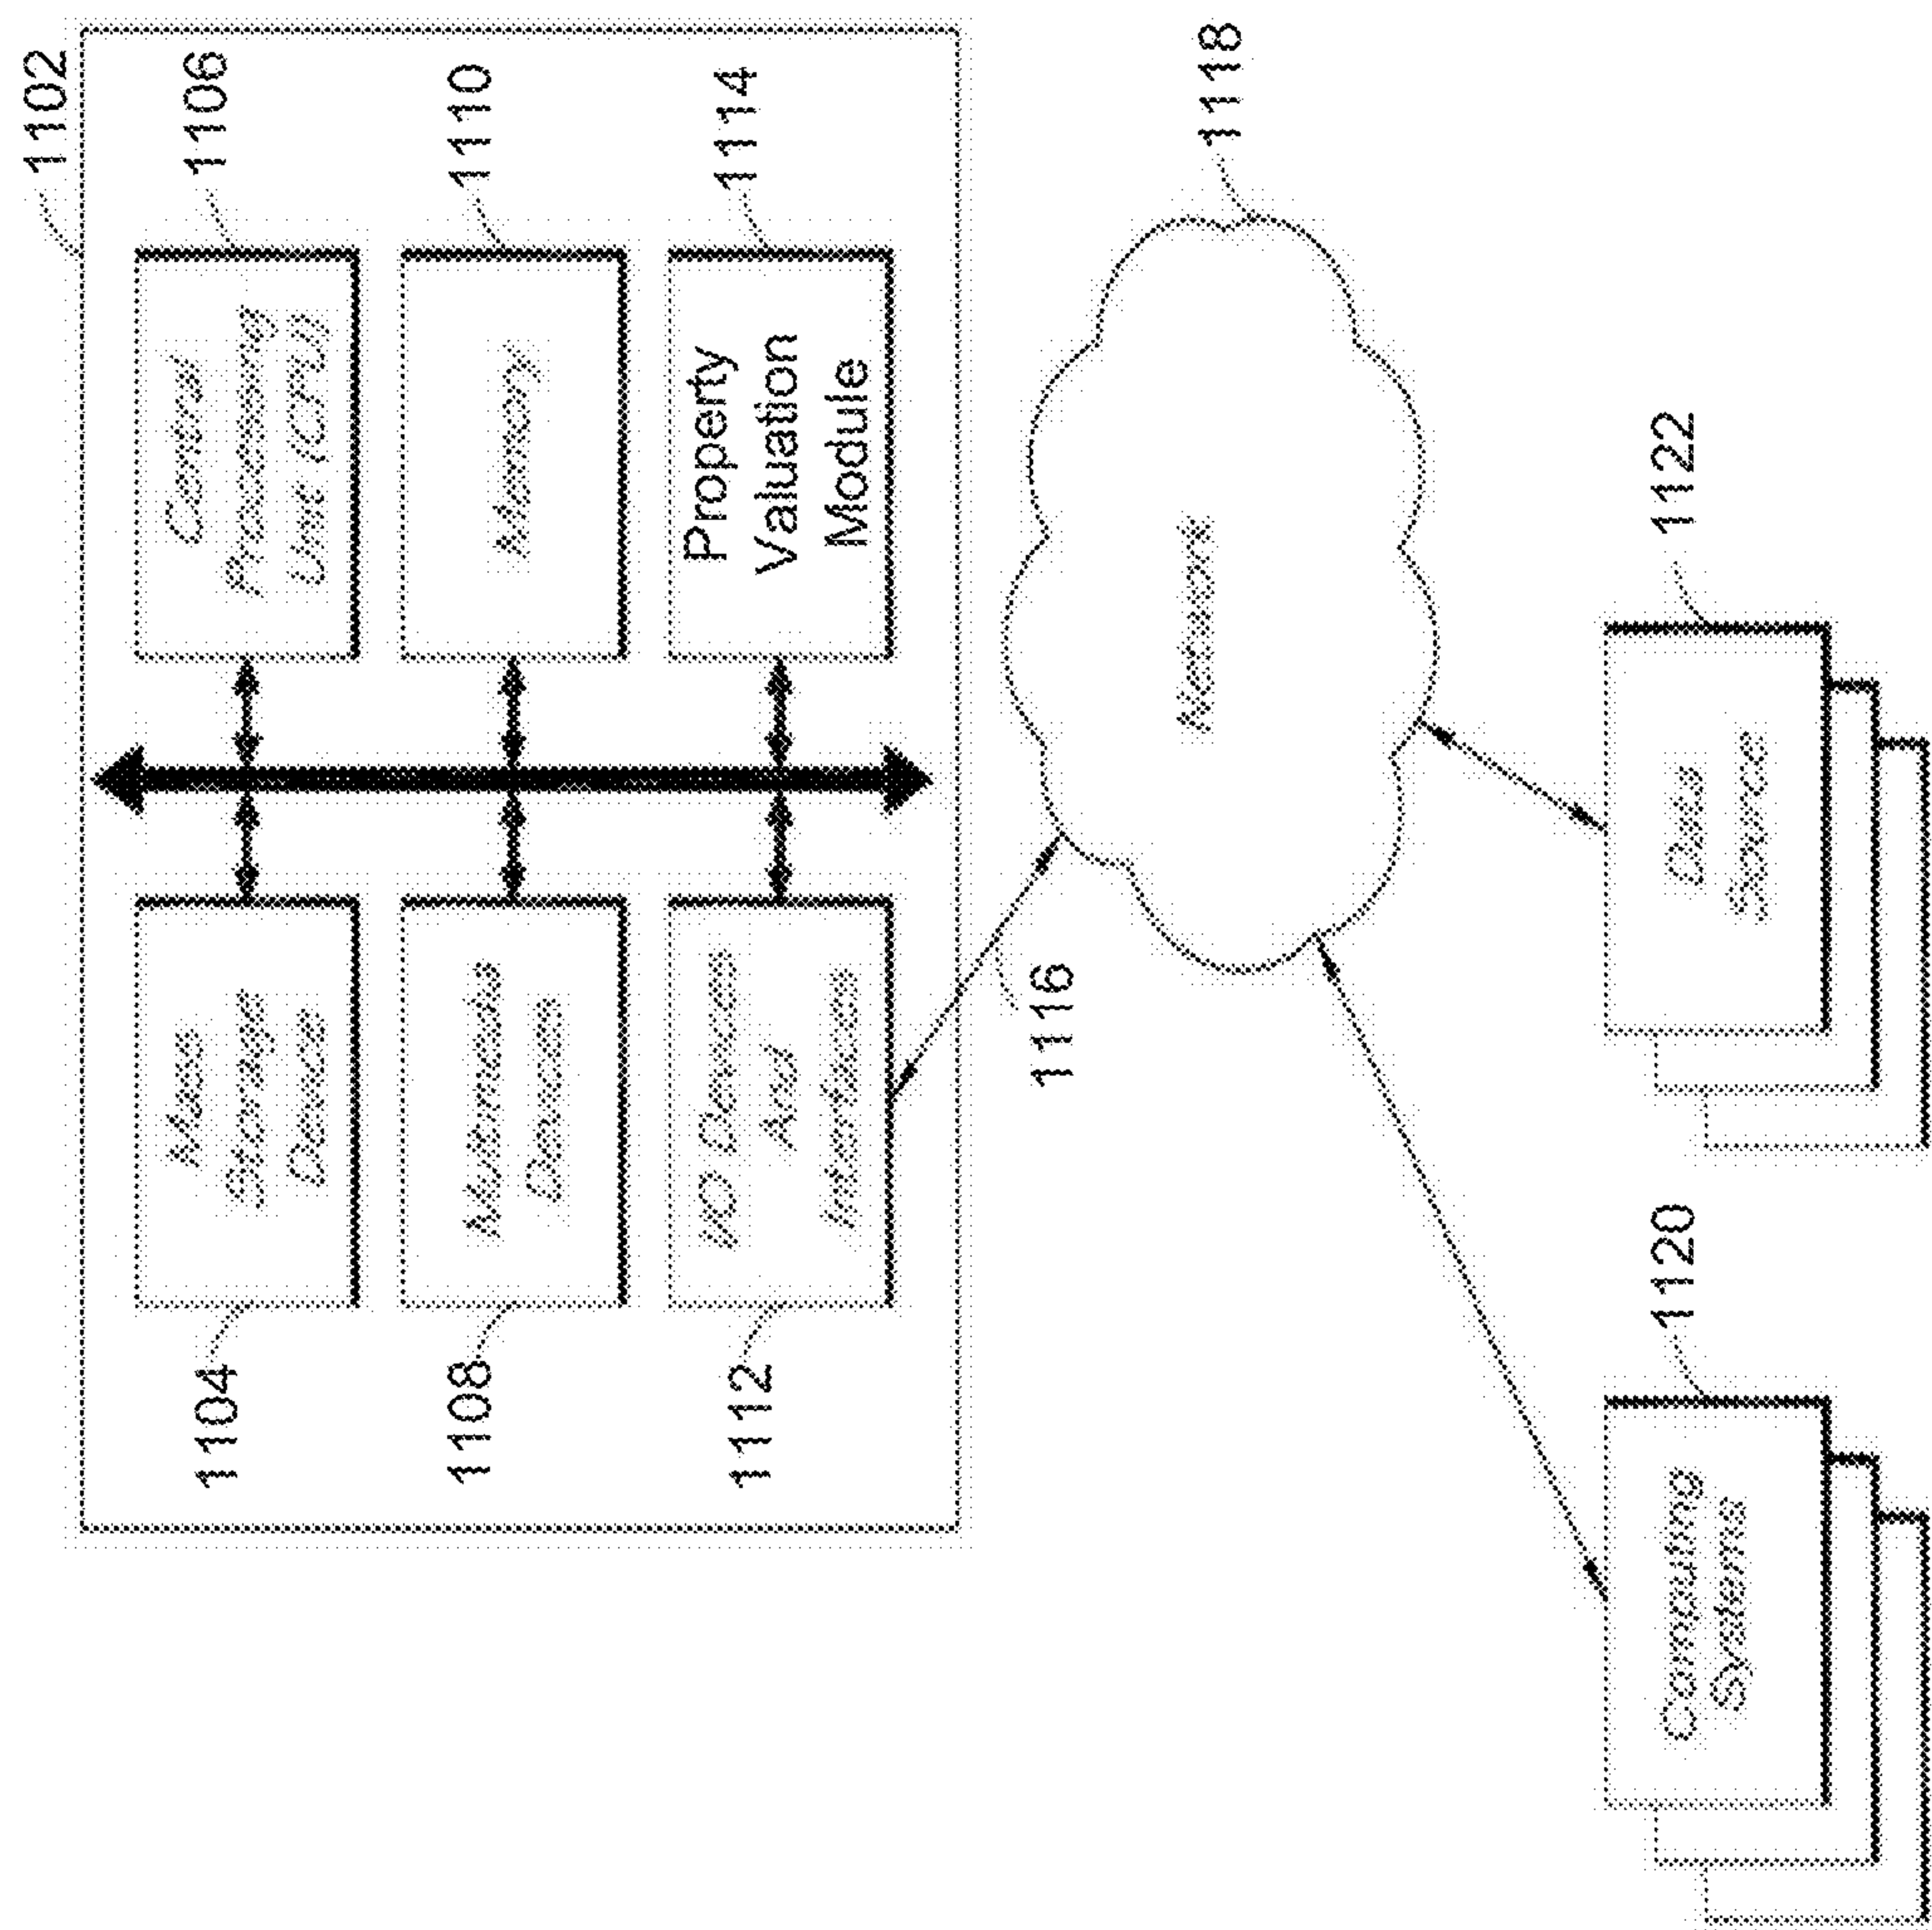 1102
Mass
Storage
Device
1104
Central
Processing
Unit (CPU)
1106
Multimedia
Devices
1108
Memory
1110
I/O Devices
And
Interfaces
1112
Property
Valuation
Module
1114
1116
Network
1118
Computing
Systems
1120
Data
Source
1122